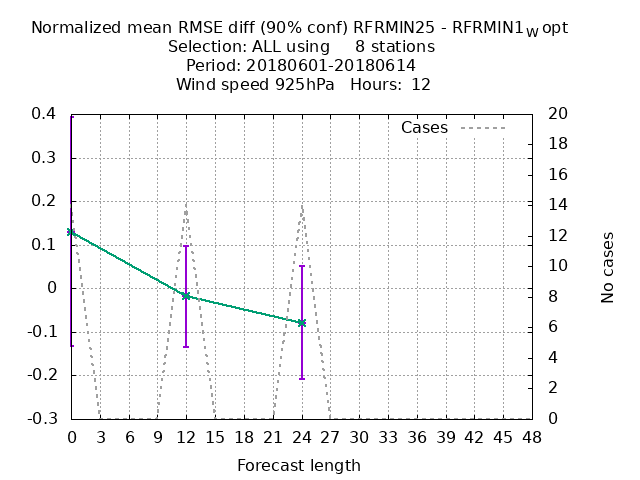 Normalized mean RMSE diff (90% conf) RFRMIN25 - RFRMIN1W opt
Selection: ALL using 8 stations
Period: 20180601-20180614
Wind speed 925hPa Hours: 12
Cases
0.4
0.3
0.2
0.1
0
-0.1
-0.2
-0.3
20
18
16
14
12
10
8
6
4
2
0
No cases
0 3 6 9 12 15 18 21 24 27 30 33 36 39 42 45 48
Forecast length